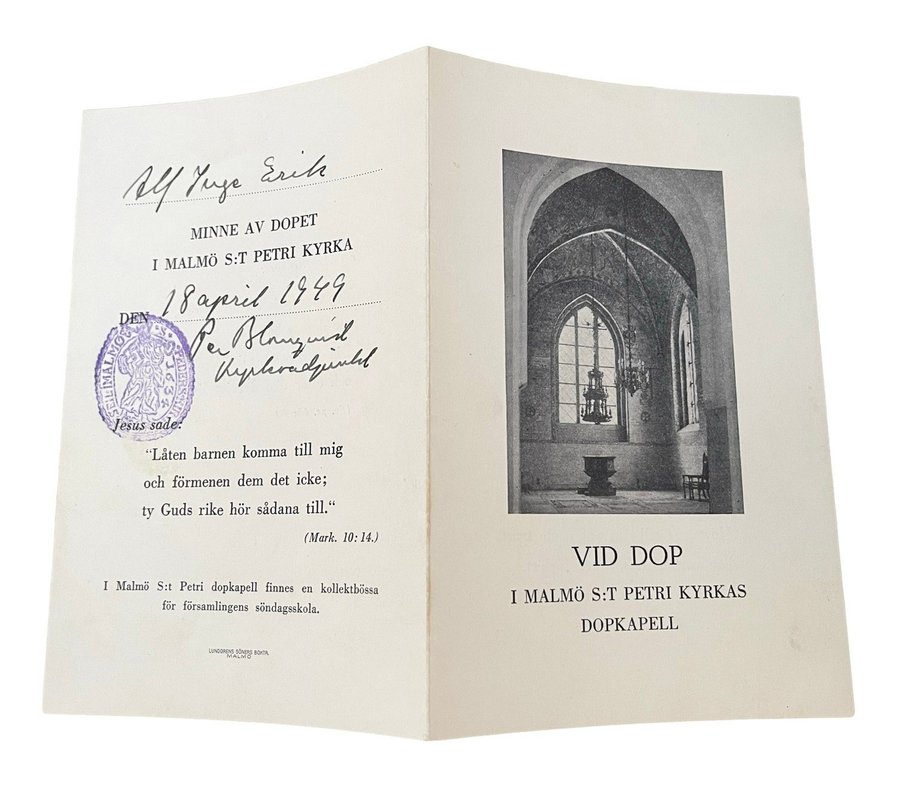 Alf Inge Erik
MINNE AV DOPET
I MALMÖ S:T PETRI KYRKA
DEN 18 april 1949
Per Blomqvist
Kyrkoadjunkt
1634
Jesus sade:
“Låten barnen komma till mig
och förmenen dem det icke;
ty Guds rike hör sådana till.“
(Mark. 10:14.)
I Malmö S:t Petri dopkapell finnes en kollektbössa
för församlingens söndagsskola.
LUNDGRENS SÖNERS BOKTR.
MALMÖ
VID DOP
I MALMÖ S:T PETRI KYRKAS
DOPKAPELL